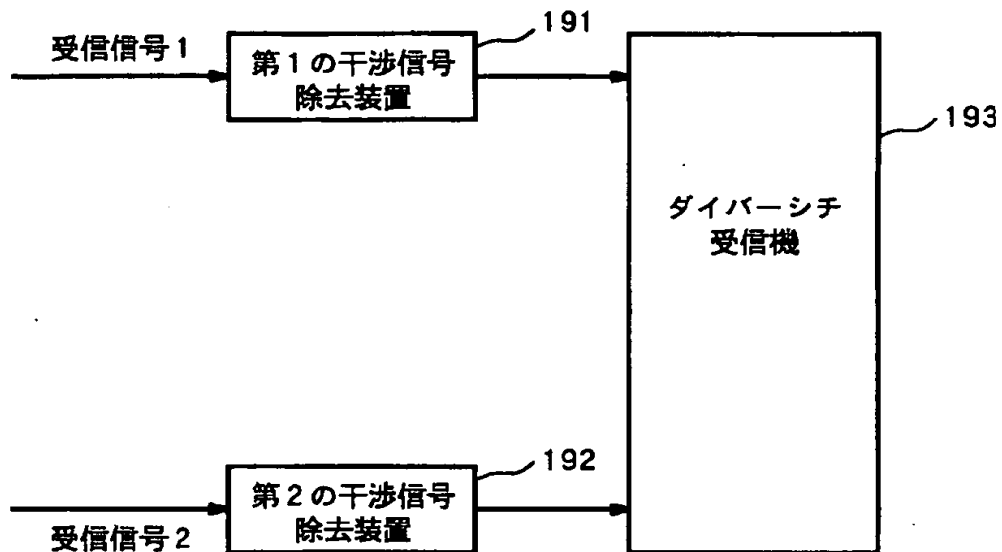 受信信号1
第1の干渉信号
除去装置
191
193
ダイバーシチ
受信機
192
第2の干渉信号
除去装置
受信信号2